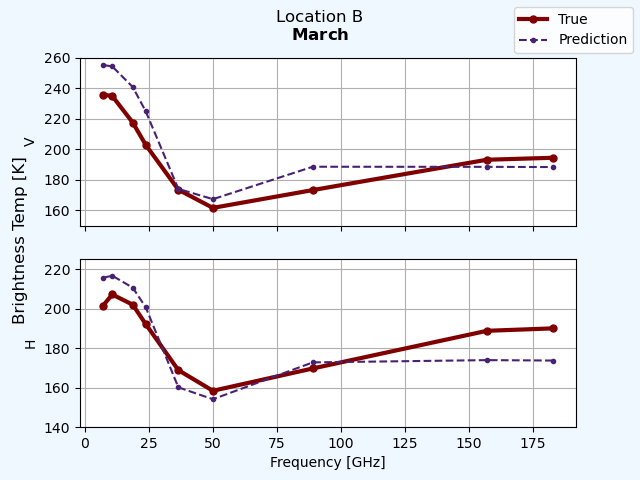 Location B
March
True
Prediction
260
240
220
200
180
160
V
Brightness Temp [K]
220
200
180
160
140
H
0 25 50 75 100 125 150 175
Frequency [GHz]